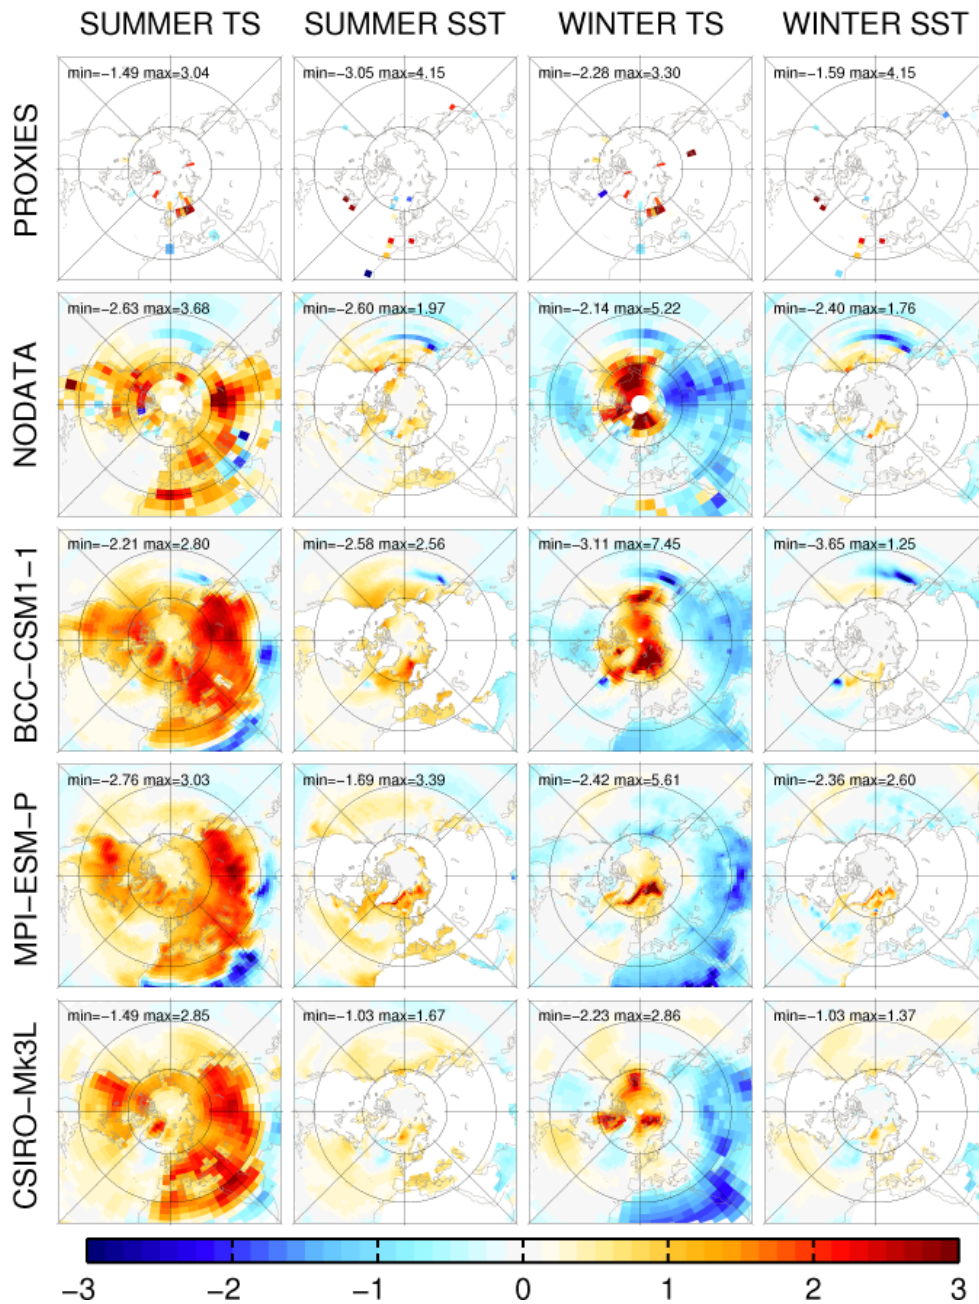 SUMMER TS SUMMER SST WINTER TS WINTER SST
PROXIES
min=−1.49 max=3.04 min=−3.05 max=4.15 min=−2.28 max=3.30 min=−1.59 max=4.15
NODATA
min=−2.63 max=3.68 min=−2.60 max=1.97 min=−2.14 max=5.22 min=−2.40 max=1.76
BCC−CSM1−1
min=−2.21 max=2.80 min=−2.58 max=2.56 min=−3.11 max=7.45 min=−3.65 max=1.25
MPI−ESM−P
min=−2.76 max=3.03 min=−1.69 max=3.39 min=−2.42 max=5.61 min=−2.36 max=2.60
CSIRO−Mk3L
min=−1.49 max=2.85 min=−1.03 max=1.67 min=−2.23 max=2.86 min=−1.03 max=1.37
−3 −2 −1 0 1 2 3